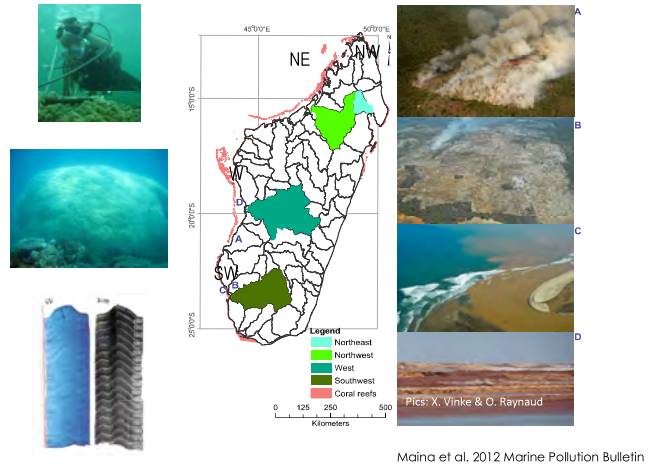 45°0'0"E
50°0'0"E
NE
NW
15°0'0"S
W
D
20°0'0"S
A
SW
B
C
25°0'0"S
Legend
Northeast
Northwest
West
Southwest
Coral reefs
0 125 250 500
Kilometers
A
B
C
D
Pics: X. Vinke & O. Raynaud
Maina et al. 2012 Marine Pollution Bulletin